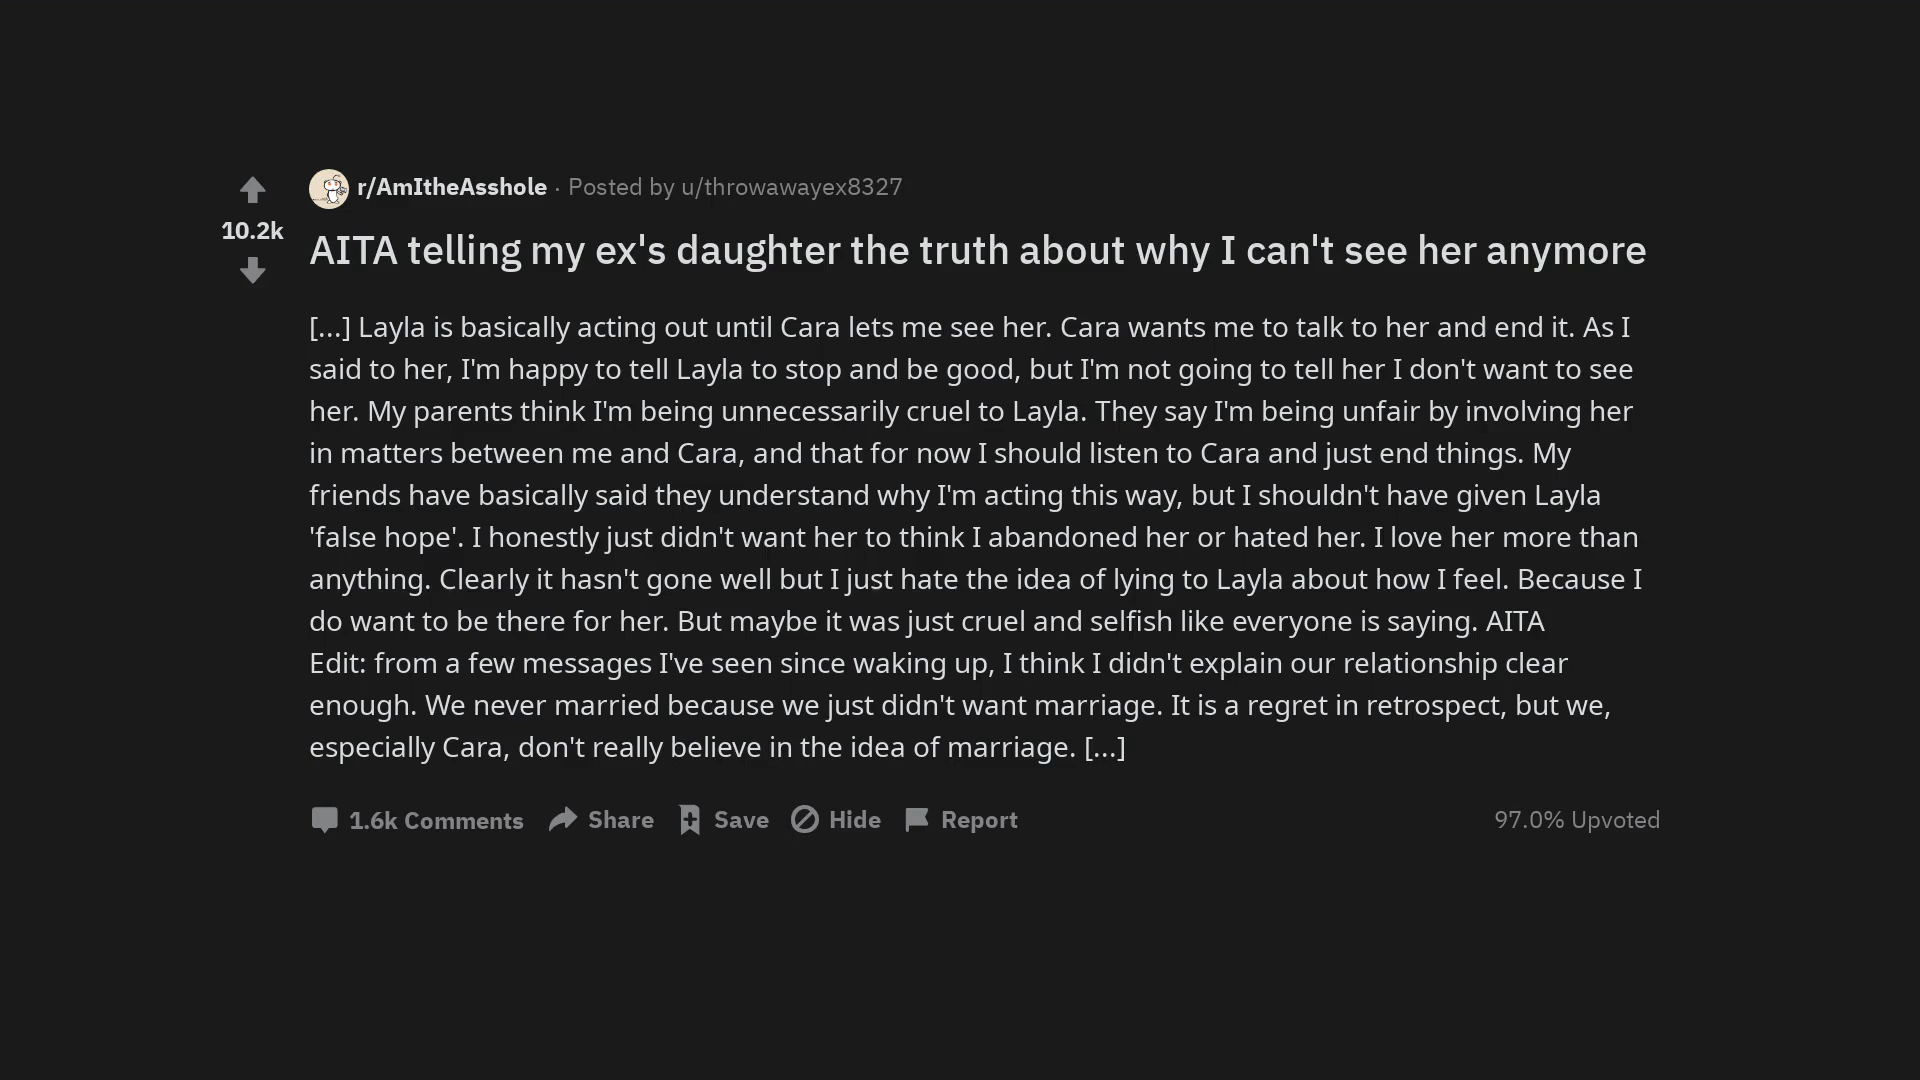 r/AmItheAsshole · Posted by u/throwawayex8327
10.2k
AITA telling my ex's daughter the truth about why I can't see her anymore
[...] Layla is basically acting out until Cara lets me see her. Cara wants me to talk to her and end it. As I
said to her, I'm happy to tell Layla to stop and be good, but I'm not going to tell her I don't want to see
her. My parents think I'm being unnecessarily cruel to Layla. They say I'm being unfair by involving her
in matters between me and Cara, and that for now I should listen to Cara and just end things. My
friends have basically said they understand why I'm acting this way, but I shouldn't have given Layla
'false hope'. I honestly just didn't want her to think I abandoned her or hated her. I love her more than
anything. Clearly it hasn't gone well but I just hate the idea of lying to Layla about how I feel. Because I
do want to be there for her. But maybe it was just cruel and selfish like everyone is saying. AITA
Edit: from a few messages I've seen since waking up, I think I didn't explain our relationship clear
enough. We never married because we just didn't want marriage. It is a regret in retrospect, but we,
especially Cara, don't really believe in the idea of marriage. [...]
1.6k Comments Share Save Hide Report 97.0% Upvoted